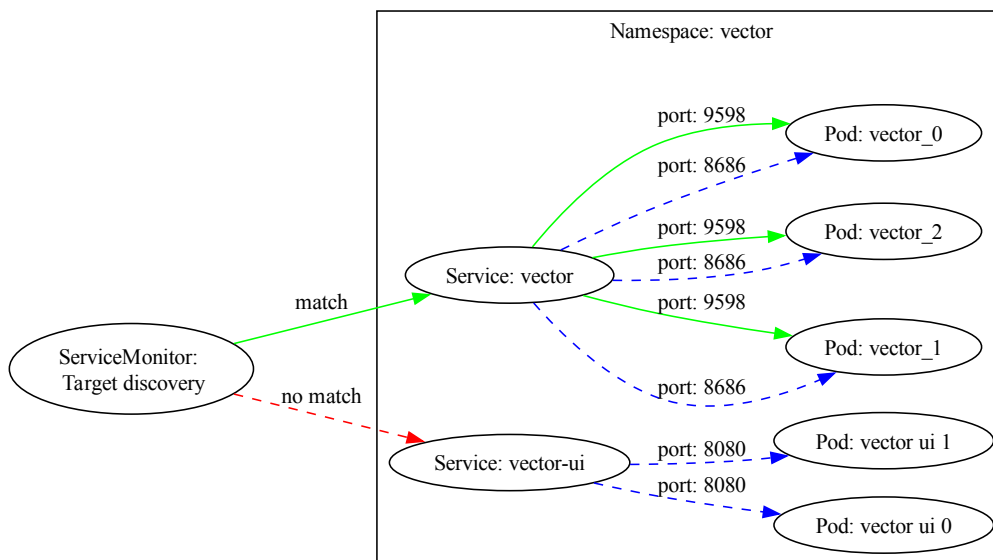 Namespace: vector
port: 9598
Pod: vector_0
port: 8686
port: 9598
Pod: vector_2
port: 8686
Service: vector
match
port: 9598
Pod: vector_1
ServiceMonitor:
Target discovery
port: 8686
no match
Service: vector-ui
port: 8080
Pod: vector ui 1
port: 8080
Pod: vector ui 0